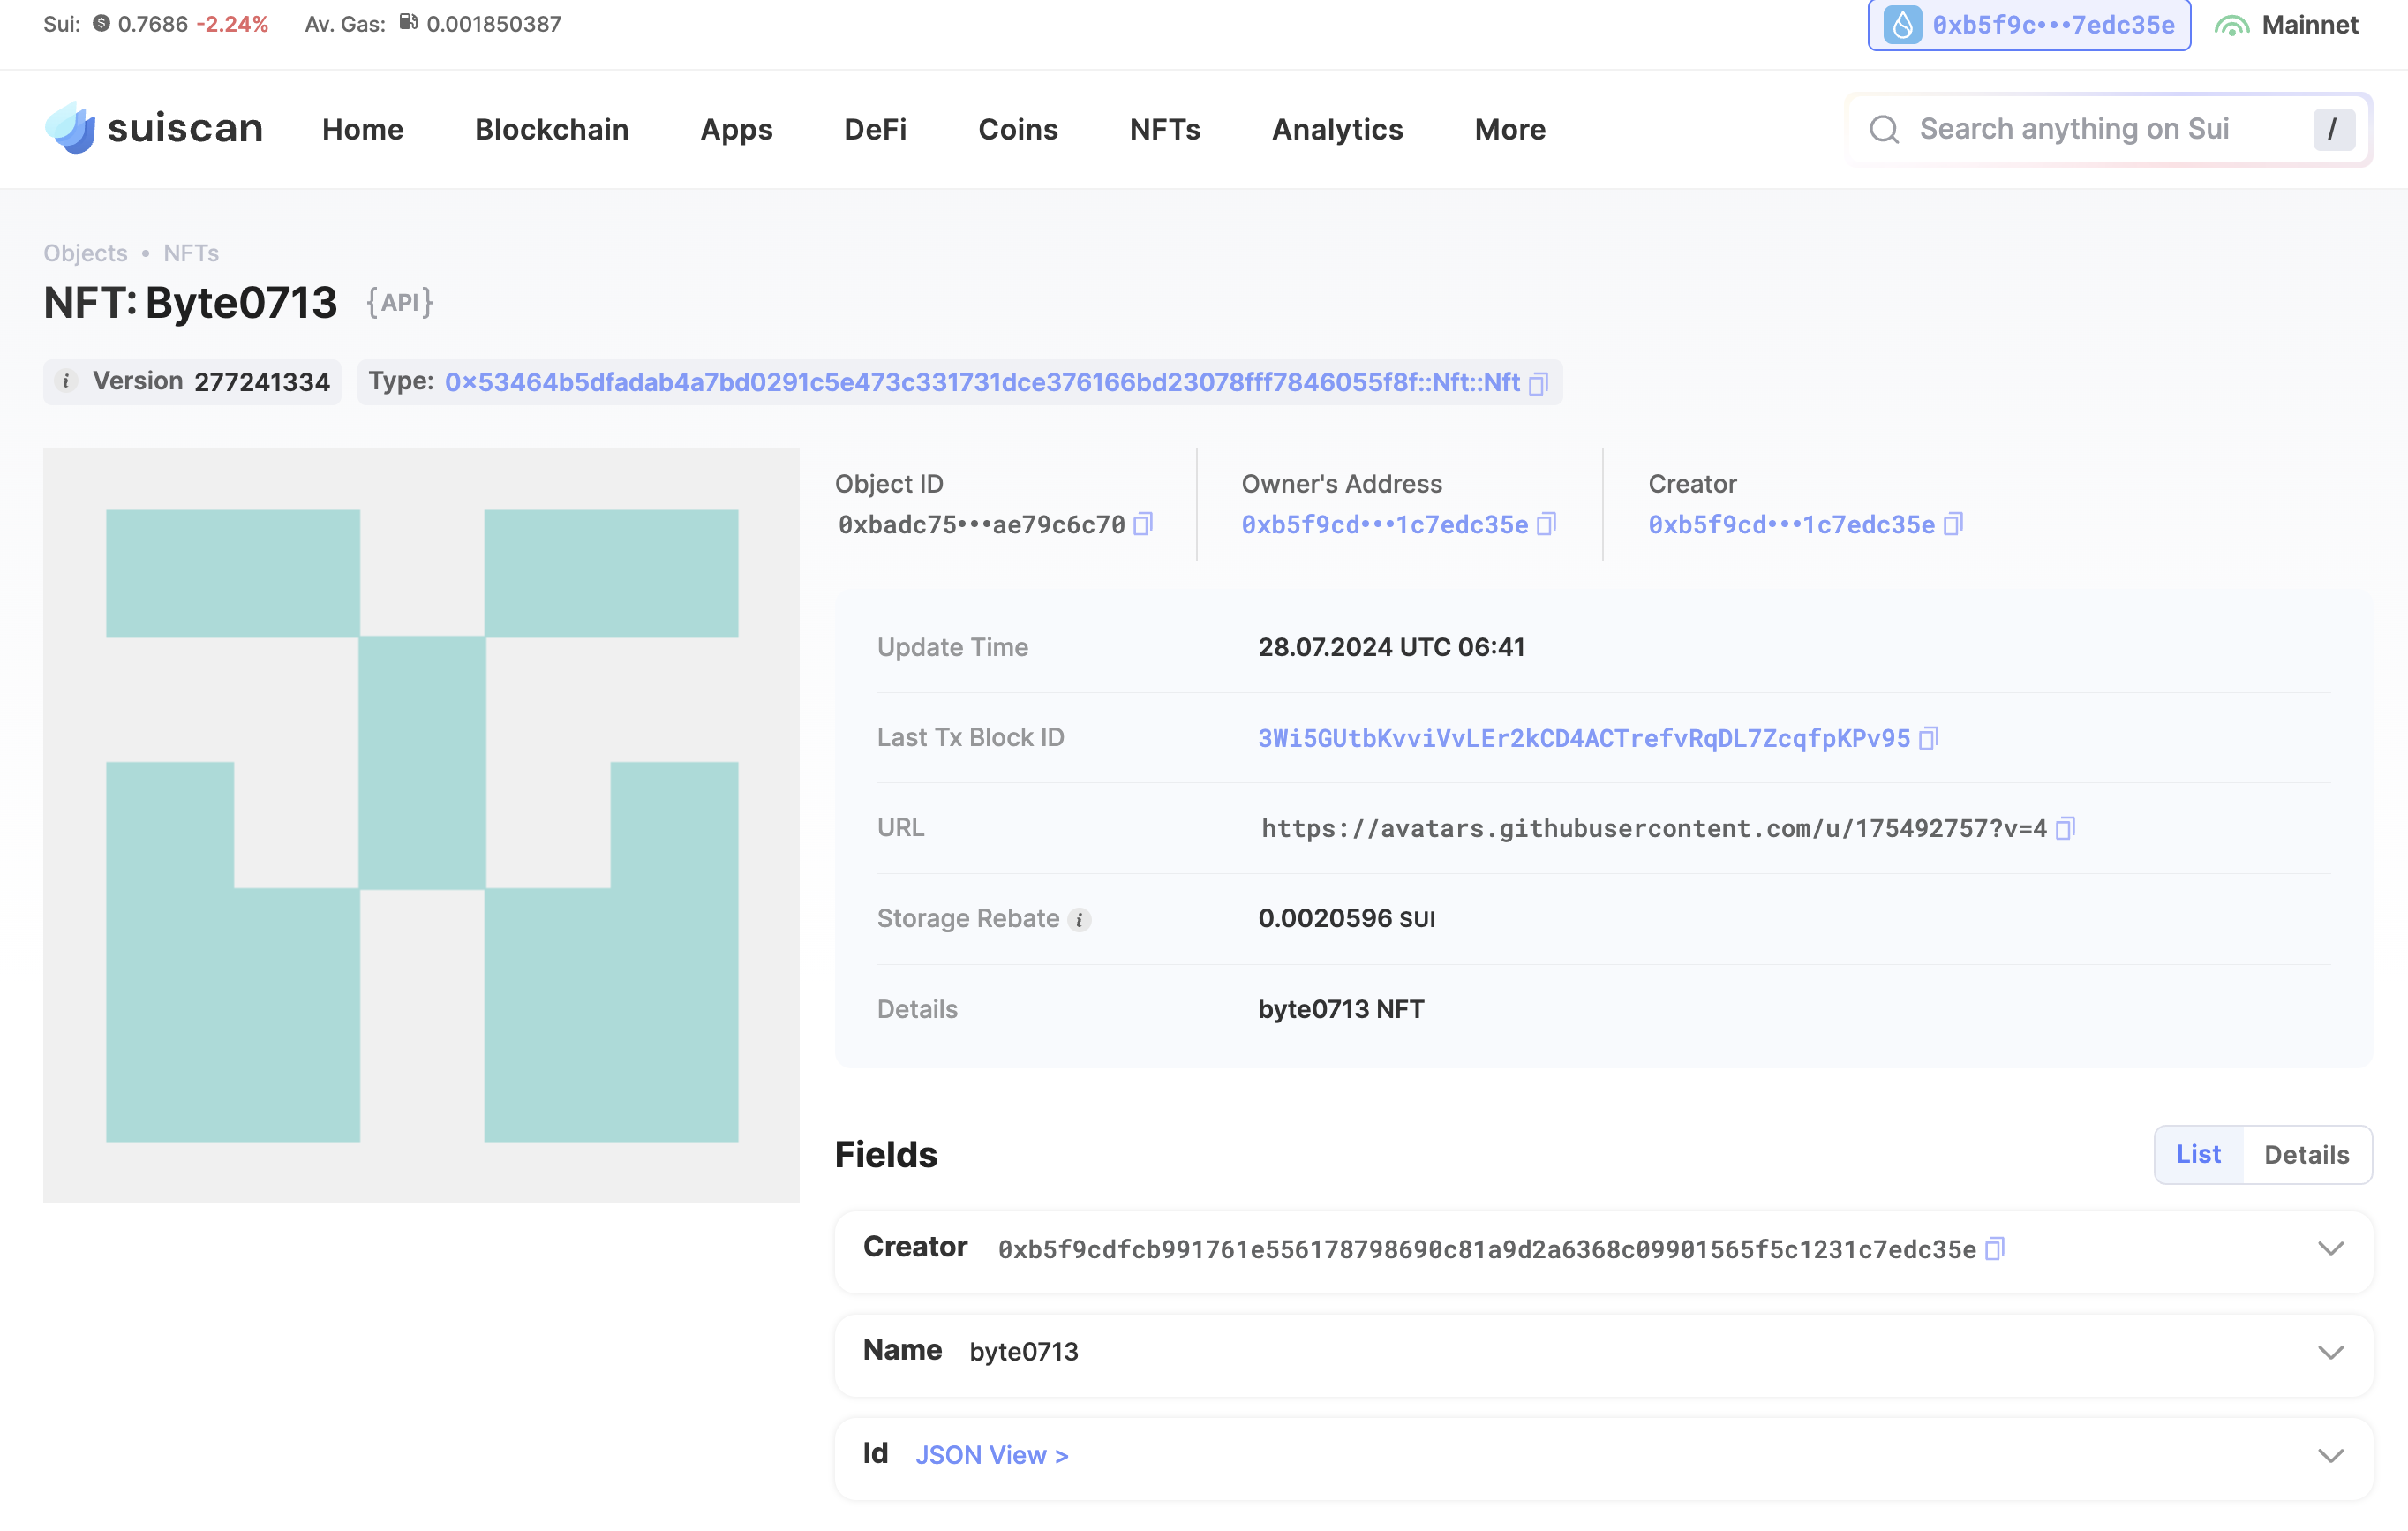 Sui: 0.7686 -2.24% Av. Gas: 0.001850387 0xb5f9c•••7edc35e Mainnet
suiscan Home Blockchain Apps DeFi Coins NFTs Analytics More Search anything on Sui /
Objects • NFTs
NFT: Byte0713 {API}
i Version 277241334 Type: 0x53464b5dfadab4a7bd0291c5e473c331731dce376166bd23078fff7846055f8f::Nft::Nft
Object ID Owner's Address Creator
0xbadc75•••ae79c6c70 0xb5f9cd•••1c7edc35e 0xb5f9cd•••1c7edc35e
Update Time 28.07.2024 UTC 06:41
Last Tx Block ID 3Wi5GUtbKvviVvLEr2kCD4ACTrefvRqDL7ZcqfpKPv95
URL https://avatars.githubusercontent.com/u/175492757?v=4
Storage Rebate i 0.0020596 SUI
Details byte0713 NFT
Fields List Details
Creator 0xb5f9cdfcb991761e556178798690c81a9d2a6368c09901565f5c1231c7edc35e
Name byte0713
Id JSON View >